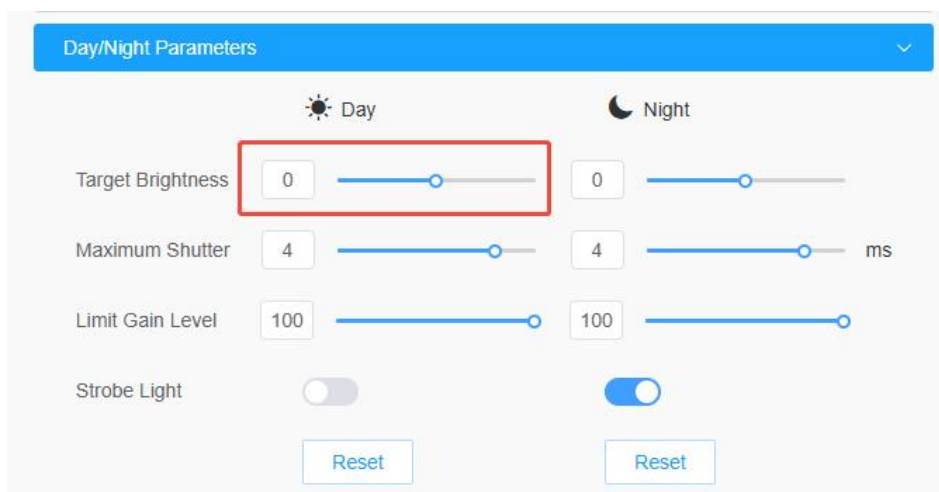 Day/Night Parameters
Day Night
Target Brightness 0 0
Maximum Shutter 4 4 ms
Limit Gain Level 100 100
Strobe Light
Reset Reset